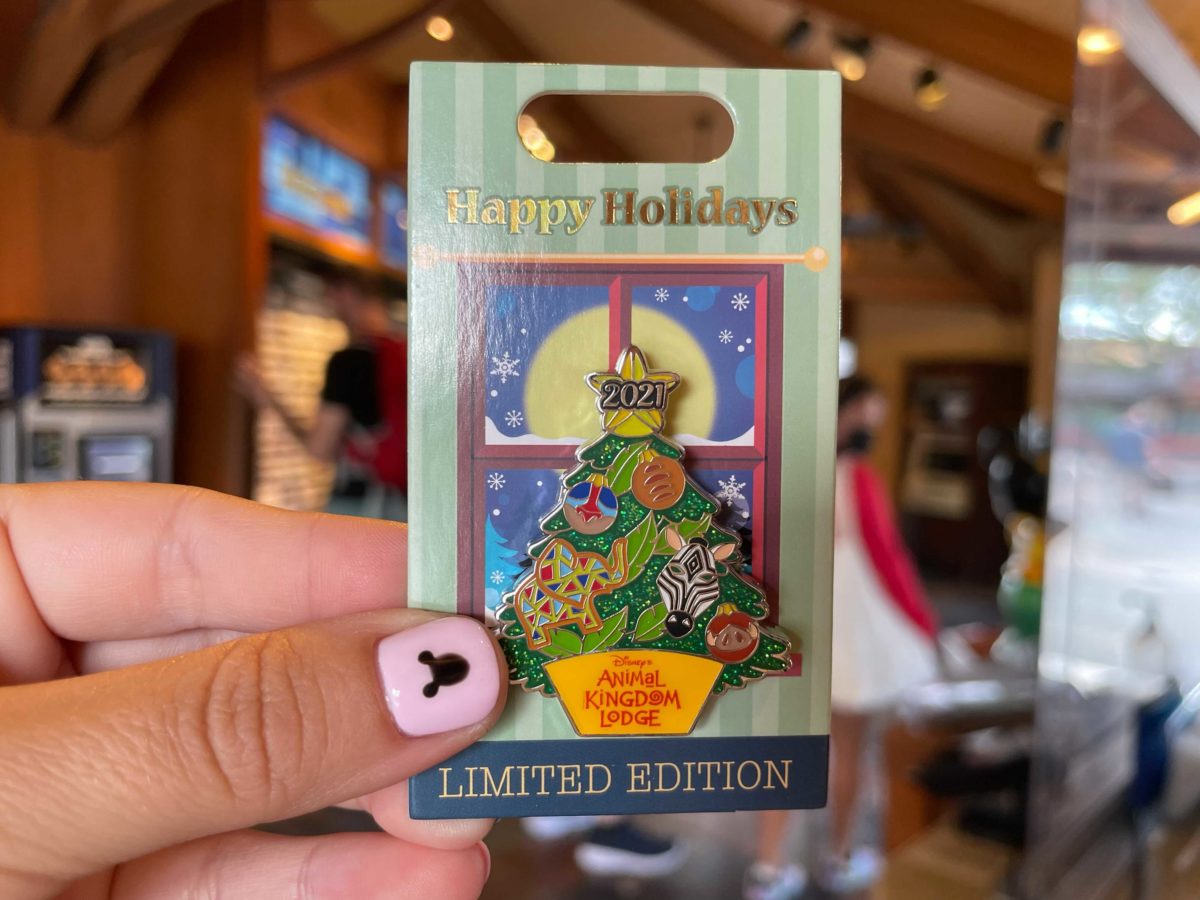 Happy Holidays
2021
Disney's
ANIMAL
KINGDOM
LODGE
LIMITED EDITION